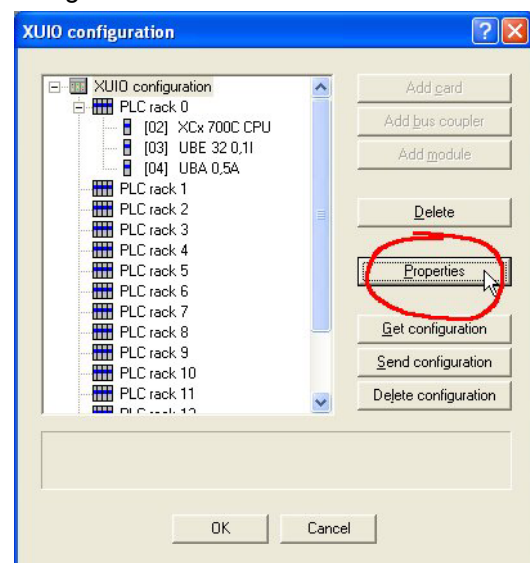 XUIO configuration
XUIO configuration
PLC rack 0
[02] XCx 700C CPU
[03] UBE 32 0,1I
[04] UBA 0,5A
PLC rack 1
PLC rack 2
PLC rack 3
PLC rack 4
PLC rack 5
PLC rack 6
PLC rack 7
PLC rack 8
PLC rack 9
PLC rack 10
PLC rack 11
PLC rack 12
Add card
Add bus coupler
Add module
Delete
Properties
Get configuration
Send configuration
Delete configuration
OK
Cancel